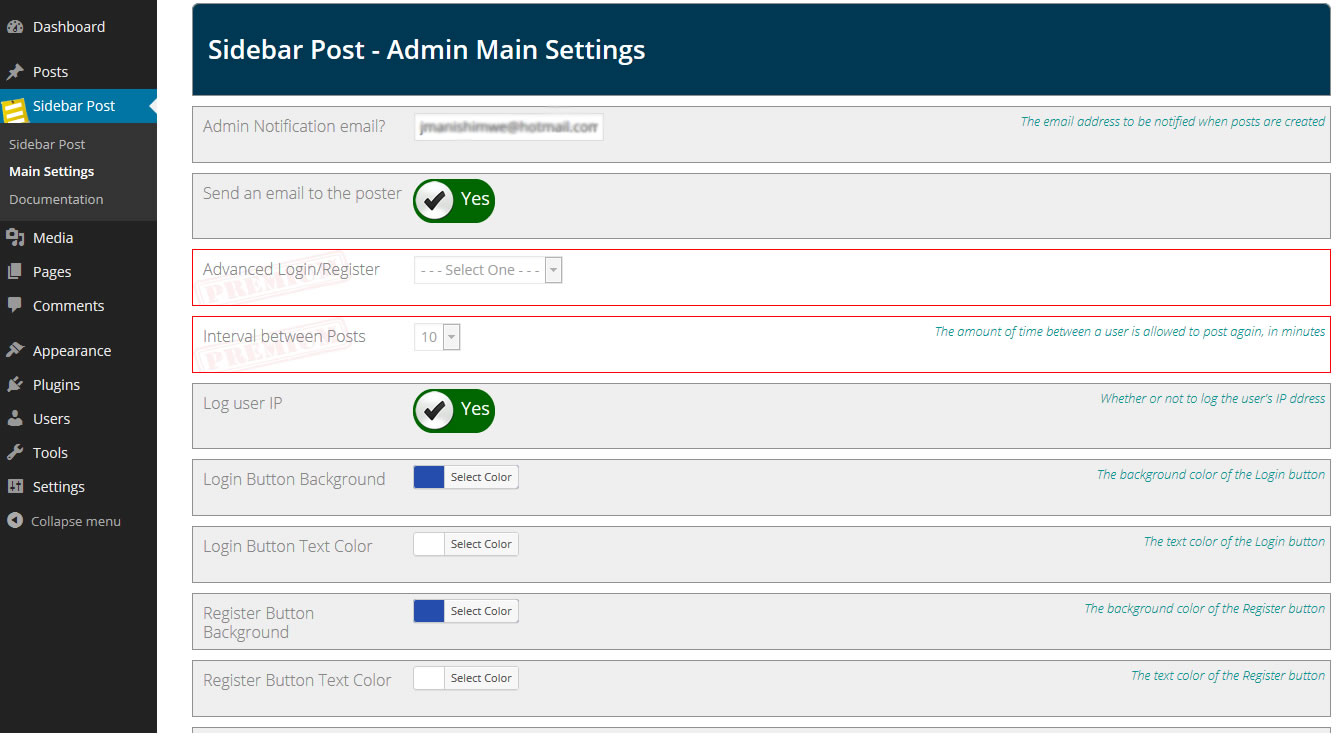 Dashboard
Posts
Sidebar Post
Sidebar Post
Main Settings
Documentation
Media
Pages
Comments
Appearance
Plugins
Users
Tools
Settings
Collapse menu
Sidebar Post - Admin Main Settings
Admin Notification email?
The email address to be notified when posts are created
Send an email to the poster
Yes
Advanced Login/Register
- - - Select One - - -
PREMIUM
Interval between Posts
10
The amount of time between a user is allowed to post again, in minutes
PREMIUM
Log user IP
Yes
Whether or not to log the user's IP ddress
Login Button Background
Select Color
The background color of the Login button
Login Button Text Color
Select Color
The text color of the Login button
Register Button
Background
Select Color
The background color of the Register button
Register Button Text Color
Select Color
The text color of the Register button